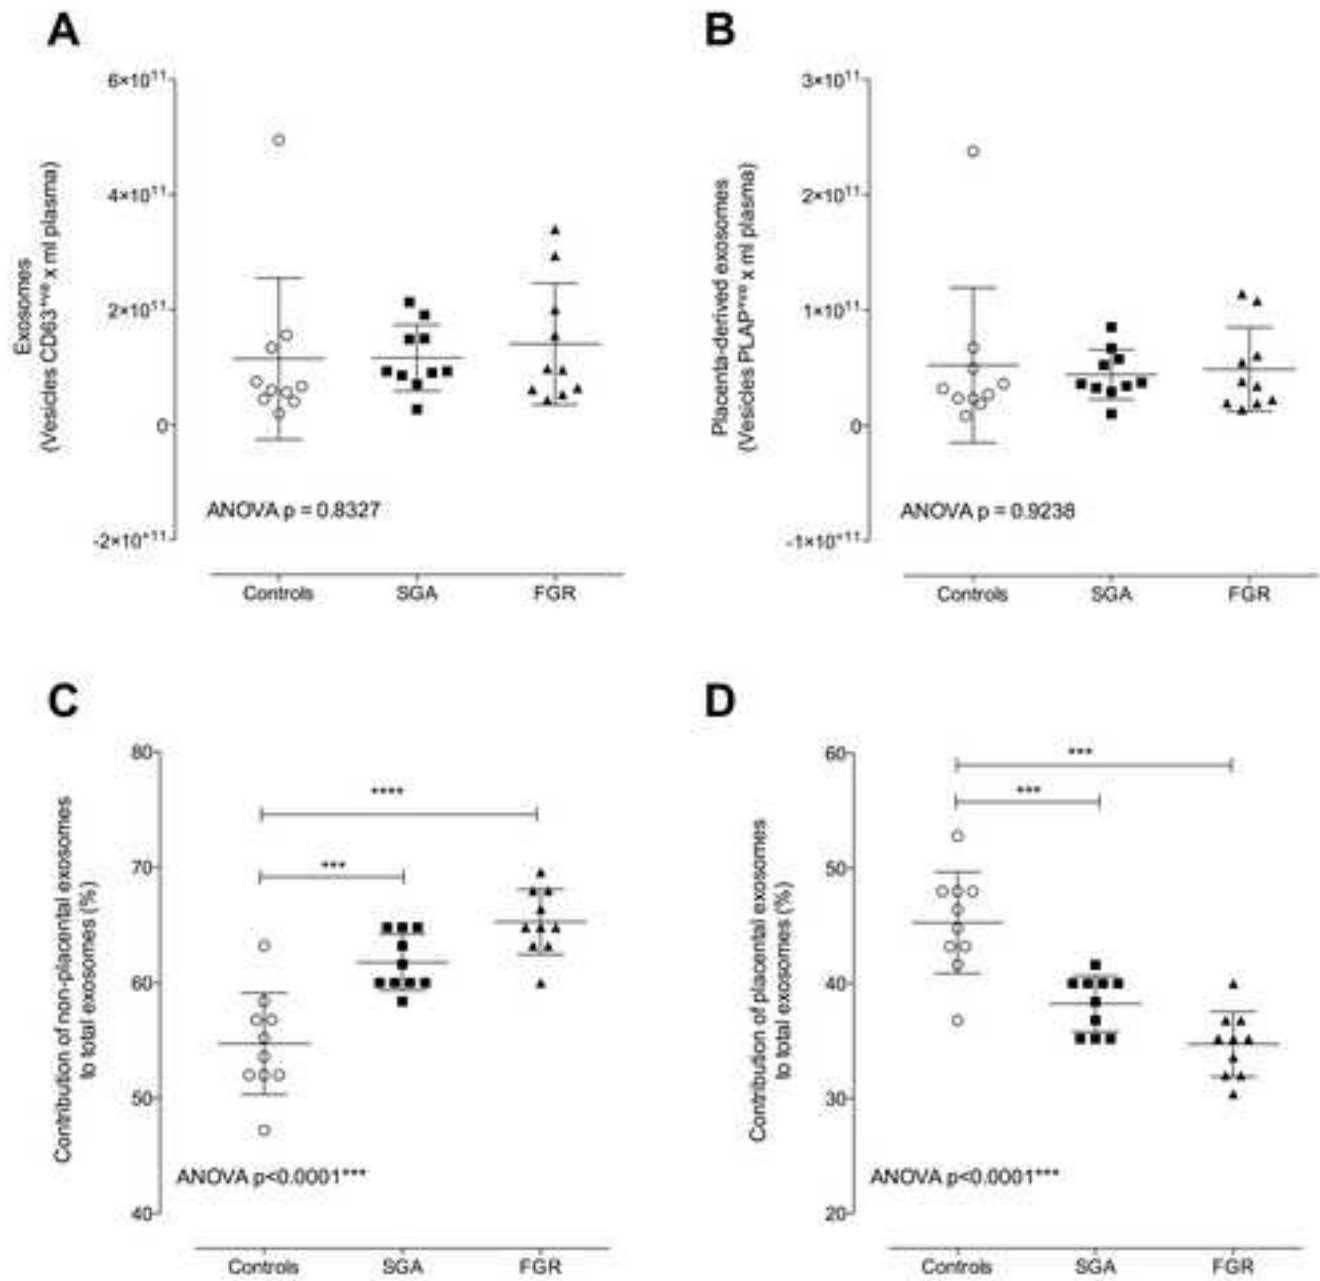 A
6×10¹¹
4×10¹¹
2×10¹¹
0
-2×10⁺¹¹
Exosomes
(Vesicles CD63⁺ᵛᵉ x ml plasma)
ANOVA p = 0.8327
Controls SGA FGR
B
3×10¹¹
2×10¹¹
1×10¹¹
0
-1×10⁺¹¹
Placenta-derived exosomes
(Vesicles PLAP⁺ᵛᵉ x ml plasma)
ANOVA p = 0.9238
Controls SGA FGR
C
80
70
60
50
40
Contribution of non-placental exosomes
to total exosomes (%)
****
***
ANOVA p<0.0001***
Controls SGA FGR
D
60
50
40
30
20
Contribution of placental exosomes
to total exosomes (%)
***
***
ANOVA p<0.0001***
Controls SGA FGR